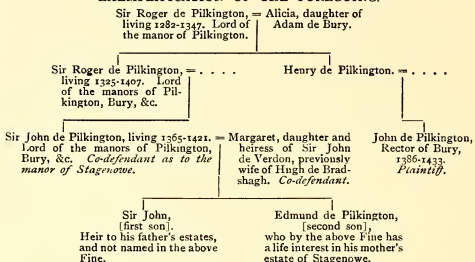 EXEMPLIFICATION OF THE FOREGOING.
Sir Roger de Pilkington, = Alicia, daughter of
living 1282-1347. Lord of Adam de Bury.
the manor of Pilkington.
Sir Roger de Pilkington, = . . . . Henry de Pilkington. = . . . .
living 1325-1407. Lord
of the manors of Pil-
kington, Bury, &c.
Sir John de Pilkington, living 1365-1421. = Margaret, daughter and John de Pilkington,
Lord of the manors of Pilkington, heiress of Sir John Rector of Bury,
Bury, &c. Co-defendant as to the de Verdon, previously 1386-1433.
manor of Stagenowe. wife of Hugh de Brad- Plaintiff.
shagh. Co-defendant.
Sir John, Edmund de Pilkington,
[first son]. [second son],
Heir to his father's estates, who by the above Fine has
and not named in the above a life interest in his mother's
Fine. estate of Stagenowe.